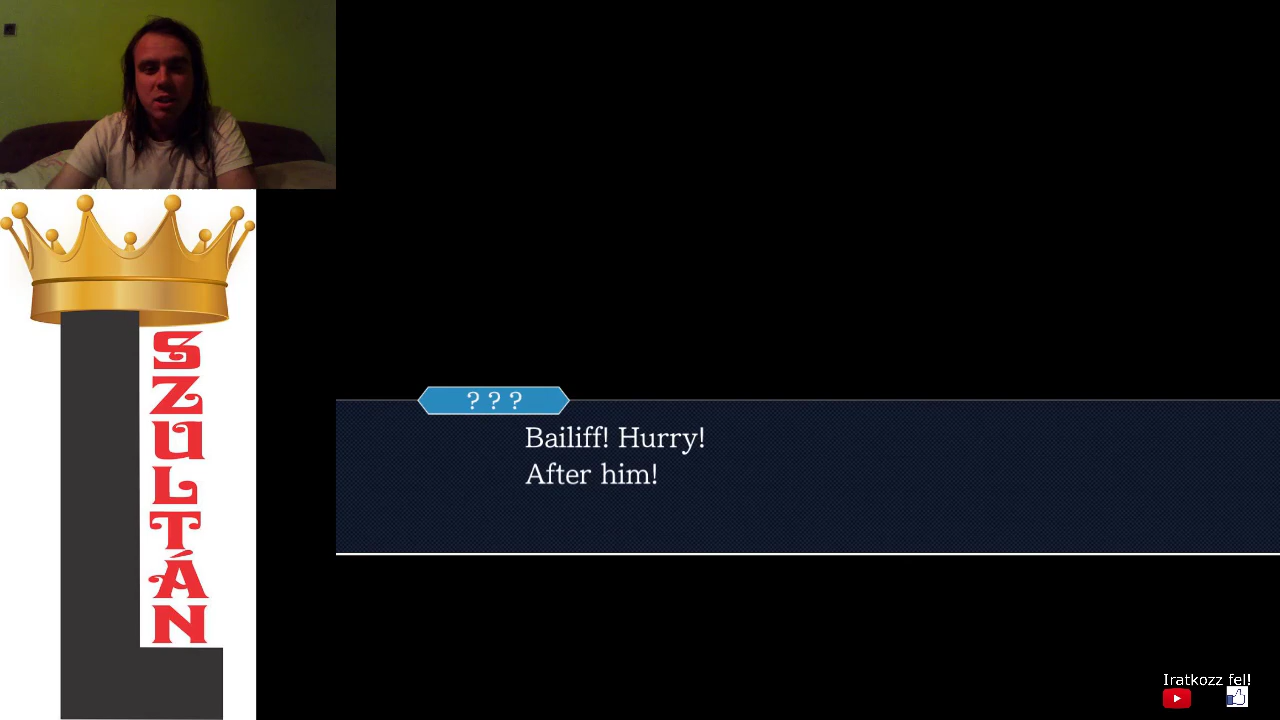 L
SZULTÁN
? ? ?
Bailiff! Hurry!
After him!
Iratkozz fel!